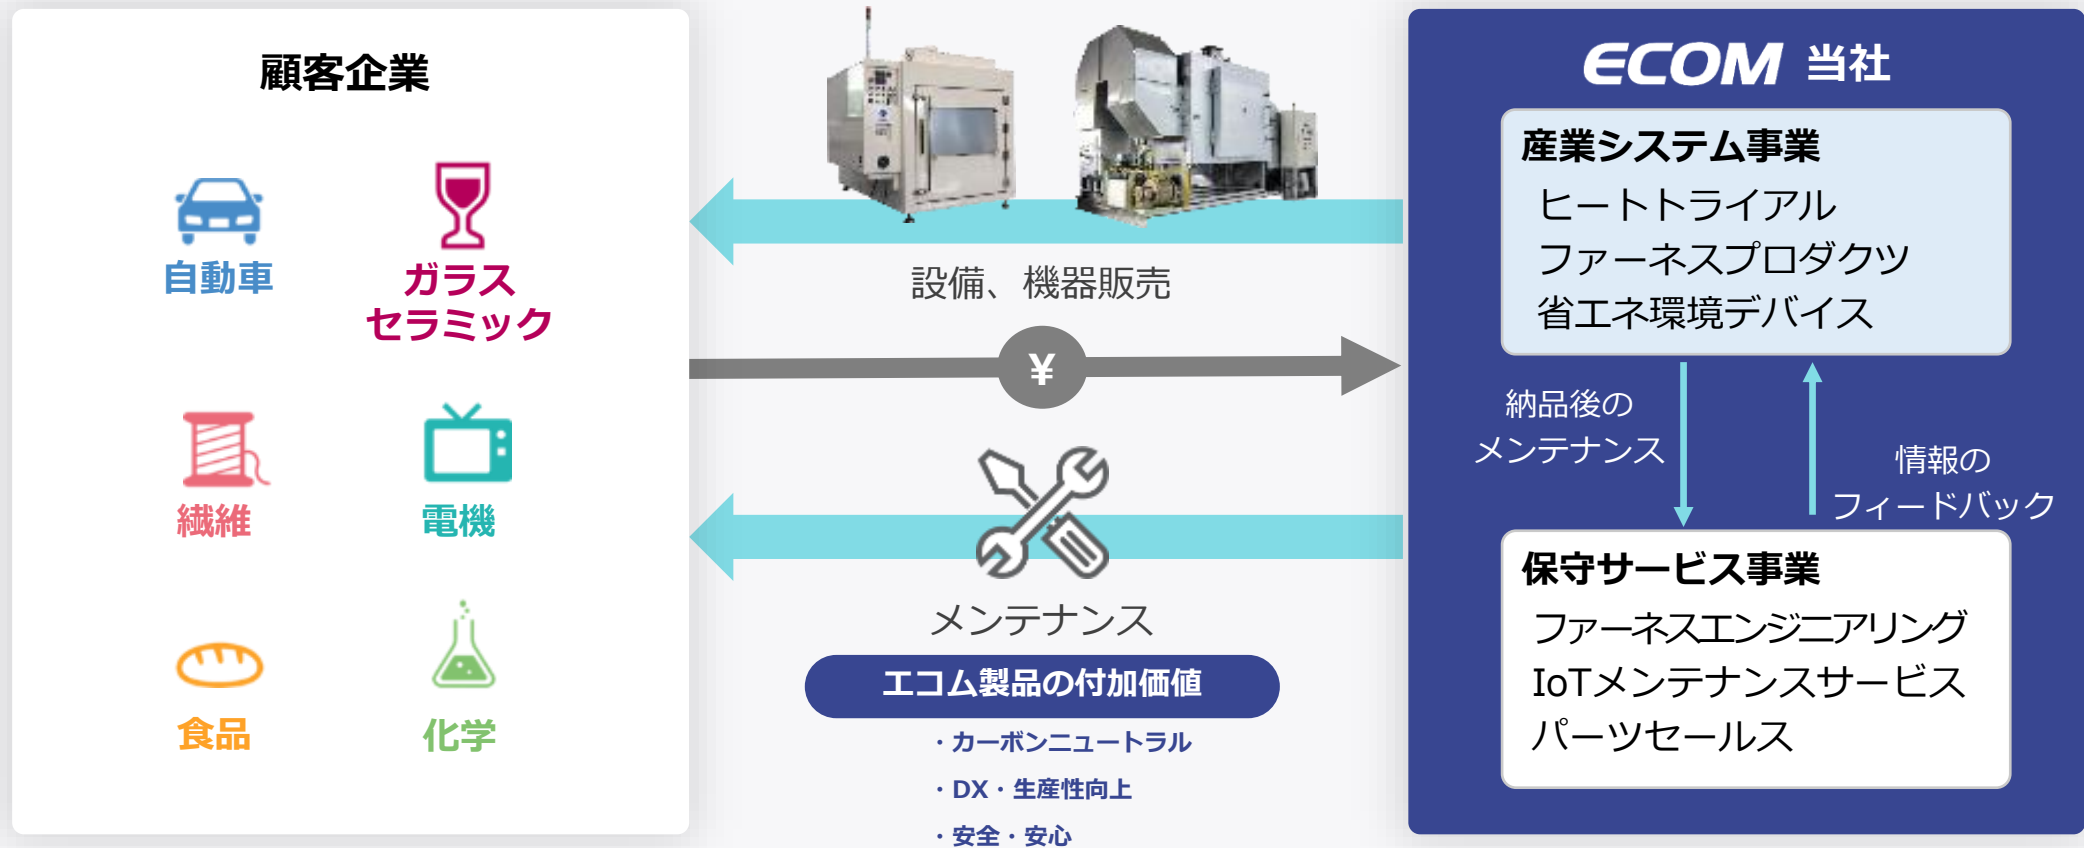 顧客企業
自動車
ガラス
セラミック
繊維
電機
食品
化学
設備、機器販売
¥
メンテナンス
エコム製品の付加価値
・カーボンニュートラル
・DX・生産性向上
・安全・安心
ECOM 当社
産業システム事業
ヒートトライアル
ファーネスプロダクツ
省エネ環境デバイス
納品後の
メンテナンス
情報の
フィードバック
保守サービス事業
ファーネスエンジニアリング
IoTメンテナンスサービス
パーツセールス